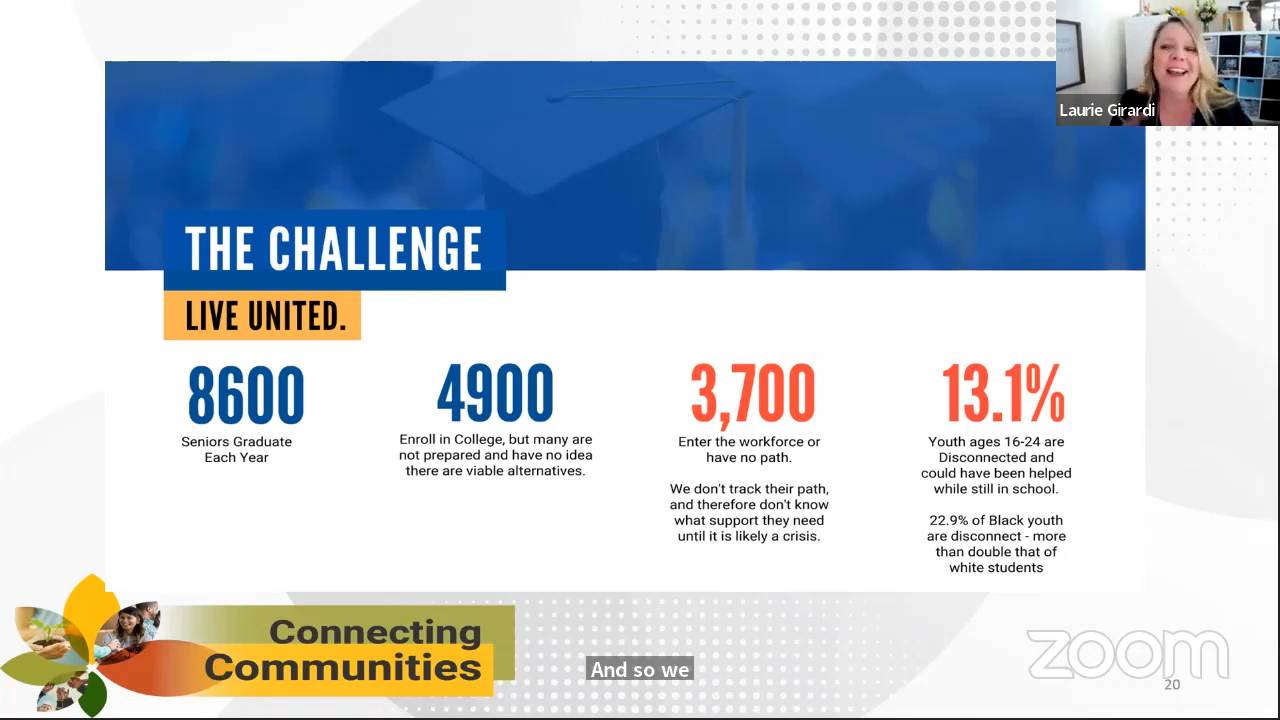 Laurie Girardi
THE CHALLENGE
LIVE UNITED.
8600
Seniors Graduate
Each Year
4900
Enroll in College, but many are
not prepared and have no idea
there are viable alternatives.
3,700
Enter the workforce or
have no path.
We don't track their path,
and therefore don't know
what support they need
until it is likely a crisis.
13.1%
Youth ages 16-24 are
Disconnected and
could have been helped
while still in school.
22.9% of Black youth
are disconnect - more
than double that of
white students
Connecting
Communities
And so we
zoom
20